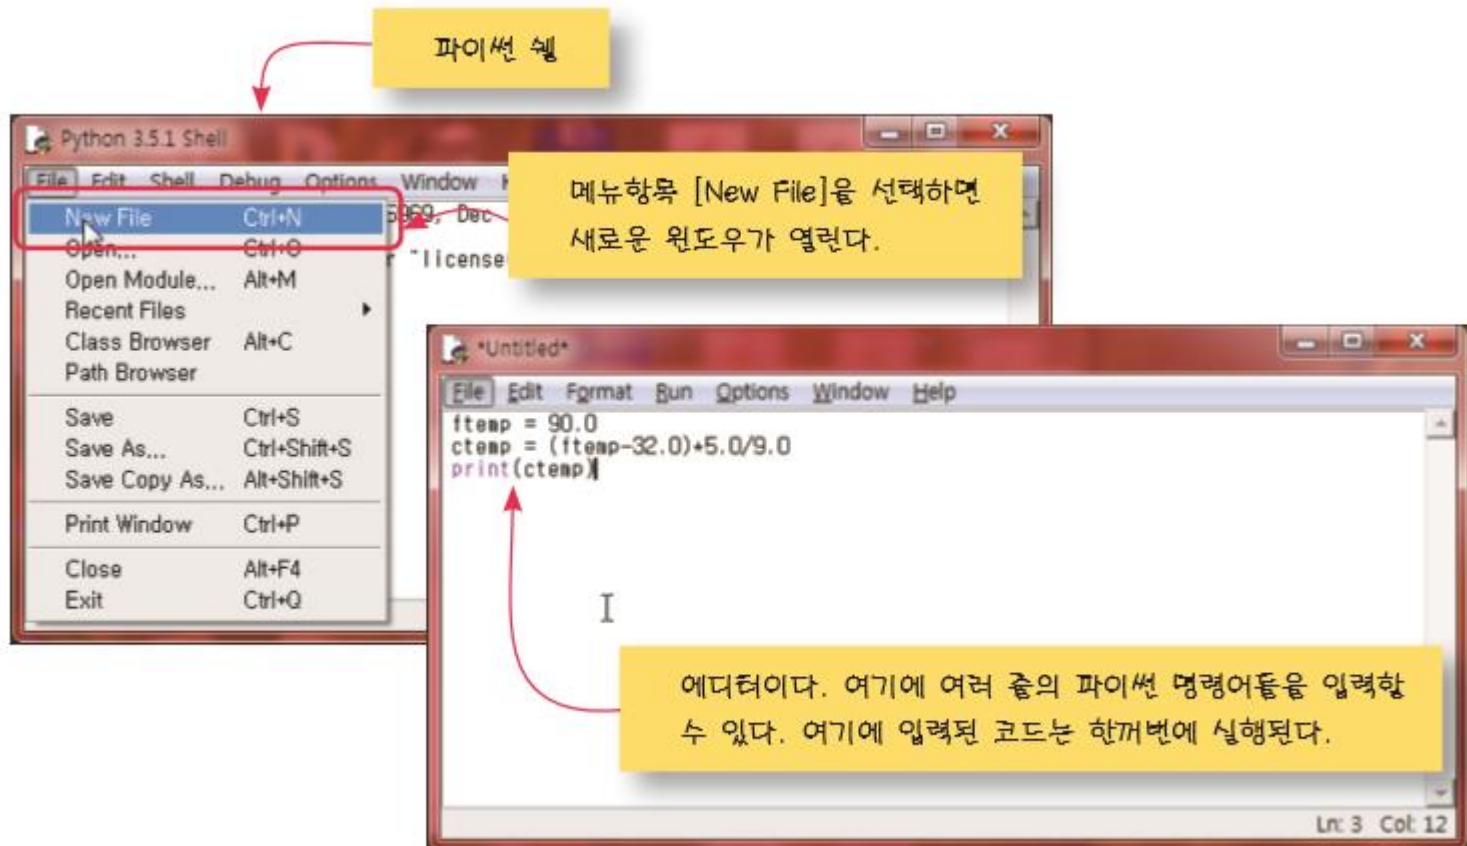 파이썬 쉘
Python 3.5.1 Shell
File Edit Shell Debug Options Window
메뉴항목 [New File]을 선택하면
새로운 윈도우가 열린다.
New File Ctrl+N
Open... Ctrl+O
Open Module... Alt+M
Recent Files
Class Browser Alt+C
Path Browser
Save Ctrl+S
Save As... Ctrl+Shift+S
Save Copy As... Alt+Shift+S
Print Window Ctrl+P
Close Alt+F4
Exit Ctrl+Q
5969, Dec
"license
*Untitled*
File Edit Format Run Options Window Help
ftemp = 90.0
ctemp = (ftemp-32.0)*5.0/9.0
print(ctemp)
에디터이다. 여기에 여러 줄의 파이썬 명령어들을 입력할
수 있다. 여기에 입력된 코드는 한꺼번에 실행된다.
Ln: 3 Col: 12